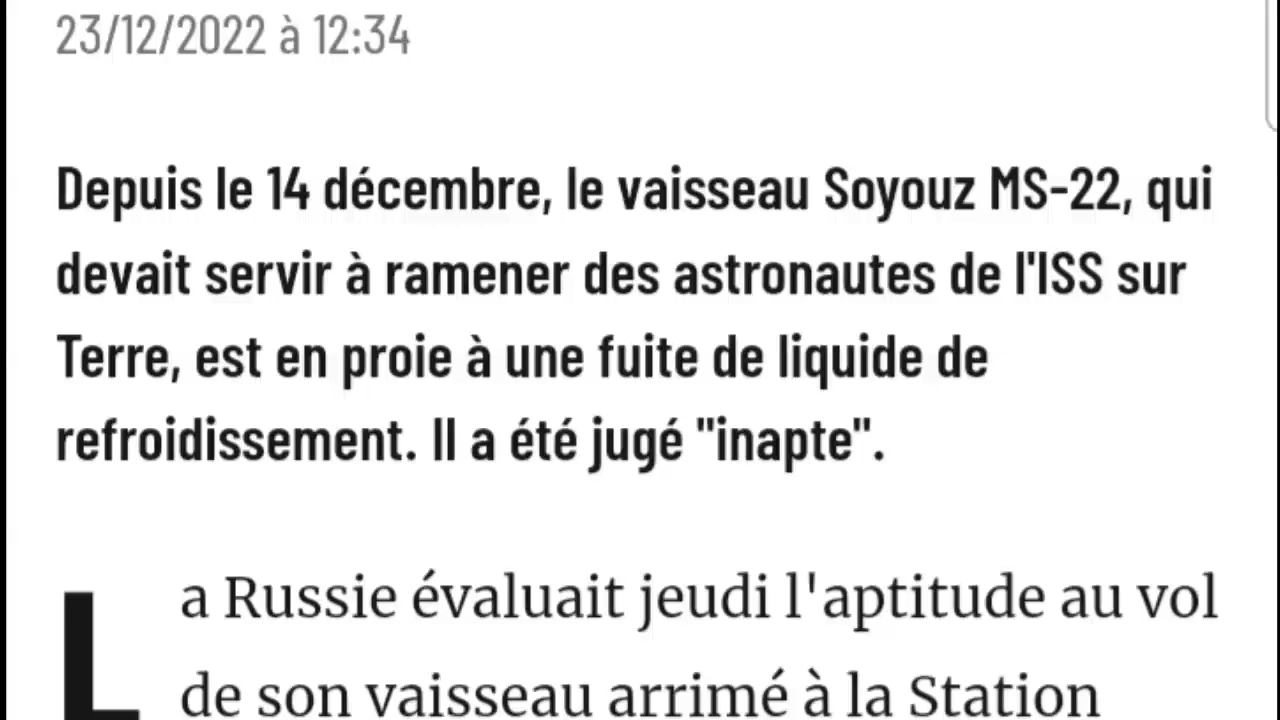 23/12/2022 à 12:34
Depuis le 14 décembre, le vaisseau Soyouz MS-22, qui
devait servir à ramener des astronautes de l'ISS sur
Terre, est en proie à une fuite de liquide de
refroidissement. Il a été jugé "inapte".
La Russie évaluait jeudi l'aptitude au vol
de son vaisseau arrimé à la Station